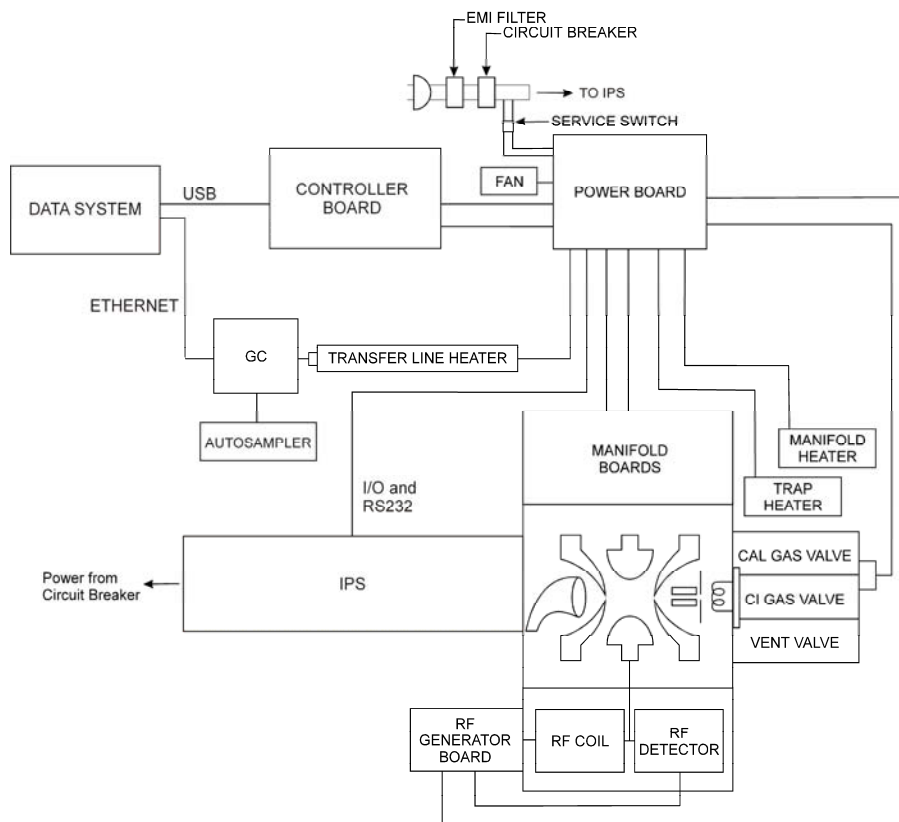 EMI FILTER
CIRCUIT BREAKER
TO IPS
SERVICE SWITCH
DATA SYSTEM
USB
CONTROLLER
BOARD
FAN
POWER BOARD
ETHERNET
GC
TRANSFER LINE HEATER
AUTOSAMPLER
MANIFOLD
BOARDS
MANIFOLD
HEATER
TRAP
HEATER
I/O and
RS232
Power from
Circuit Breaker
IPS
CAL GAS VALVE
CI GAS VALVE
VENT VALVE
RF
GENERATOR
BOARD
RF COIL
RF
DETECTOR